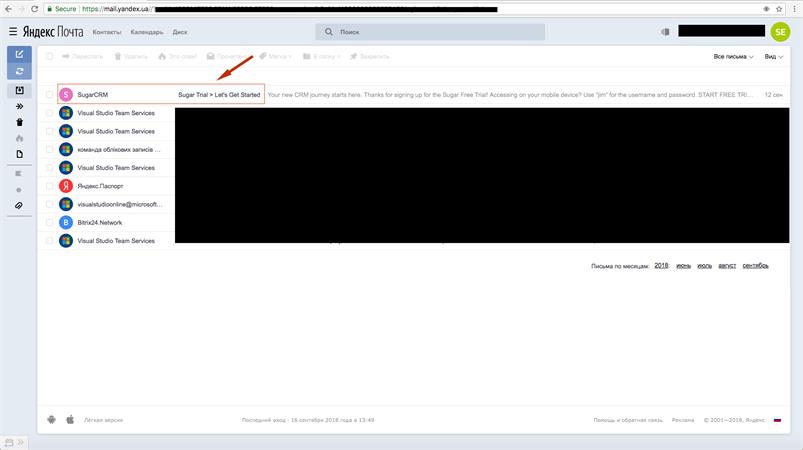 Secure https://mail.yandex.ua/
Яндекс Почта Контакты Календарь Диск Поиск SE
Переслать Удалить Это спам! Прочитано Метка В папку Закрепить Все письма Вид
S SugarCRM Sugar Trial > Let's Get Started Your new CRM journey starts here. Thanks for signing up for the Sugar Free Trial! Accessing on your mobile device? Use "jim" for the username and password. START FREE TRI... 12 сен
Visual Studio Team Services
Visual Studio Team Services
команда облікових записів ...
Visual Studio Team Services
Я Яндекс.Паспорт
visualstudioonline@microsoft...
B Bitrix24.Network
Visual Studio Team Services
Письма по месяцам: 2018: июнь июль август сентябрь
Лёгкая версия Последний вход - 16 сентября 2018 года в 13:49 Помощь и обратная связь Реклама © 2001—2018, Яндекс